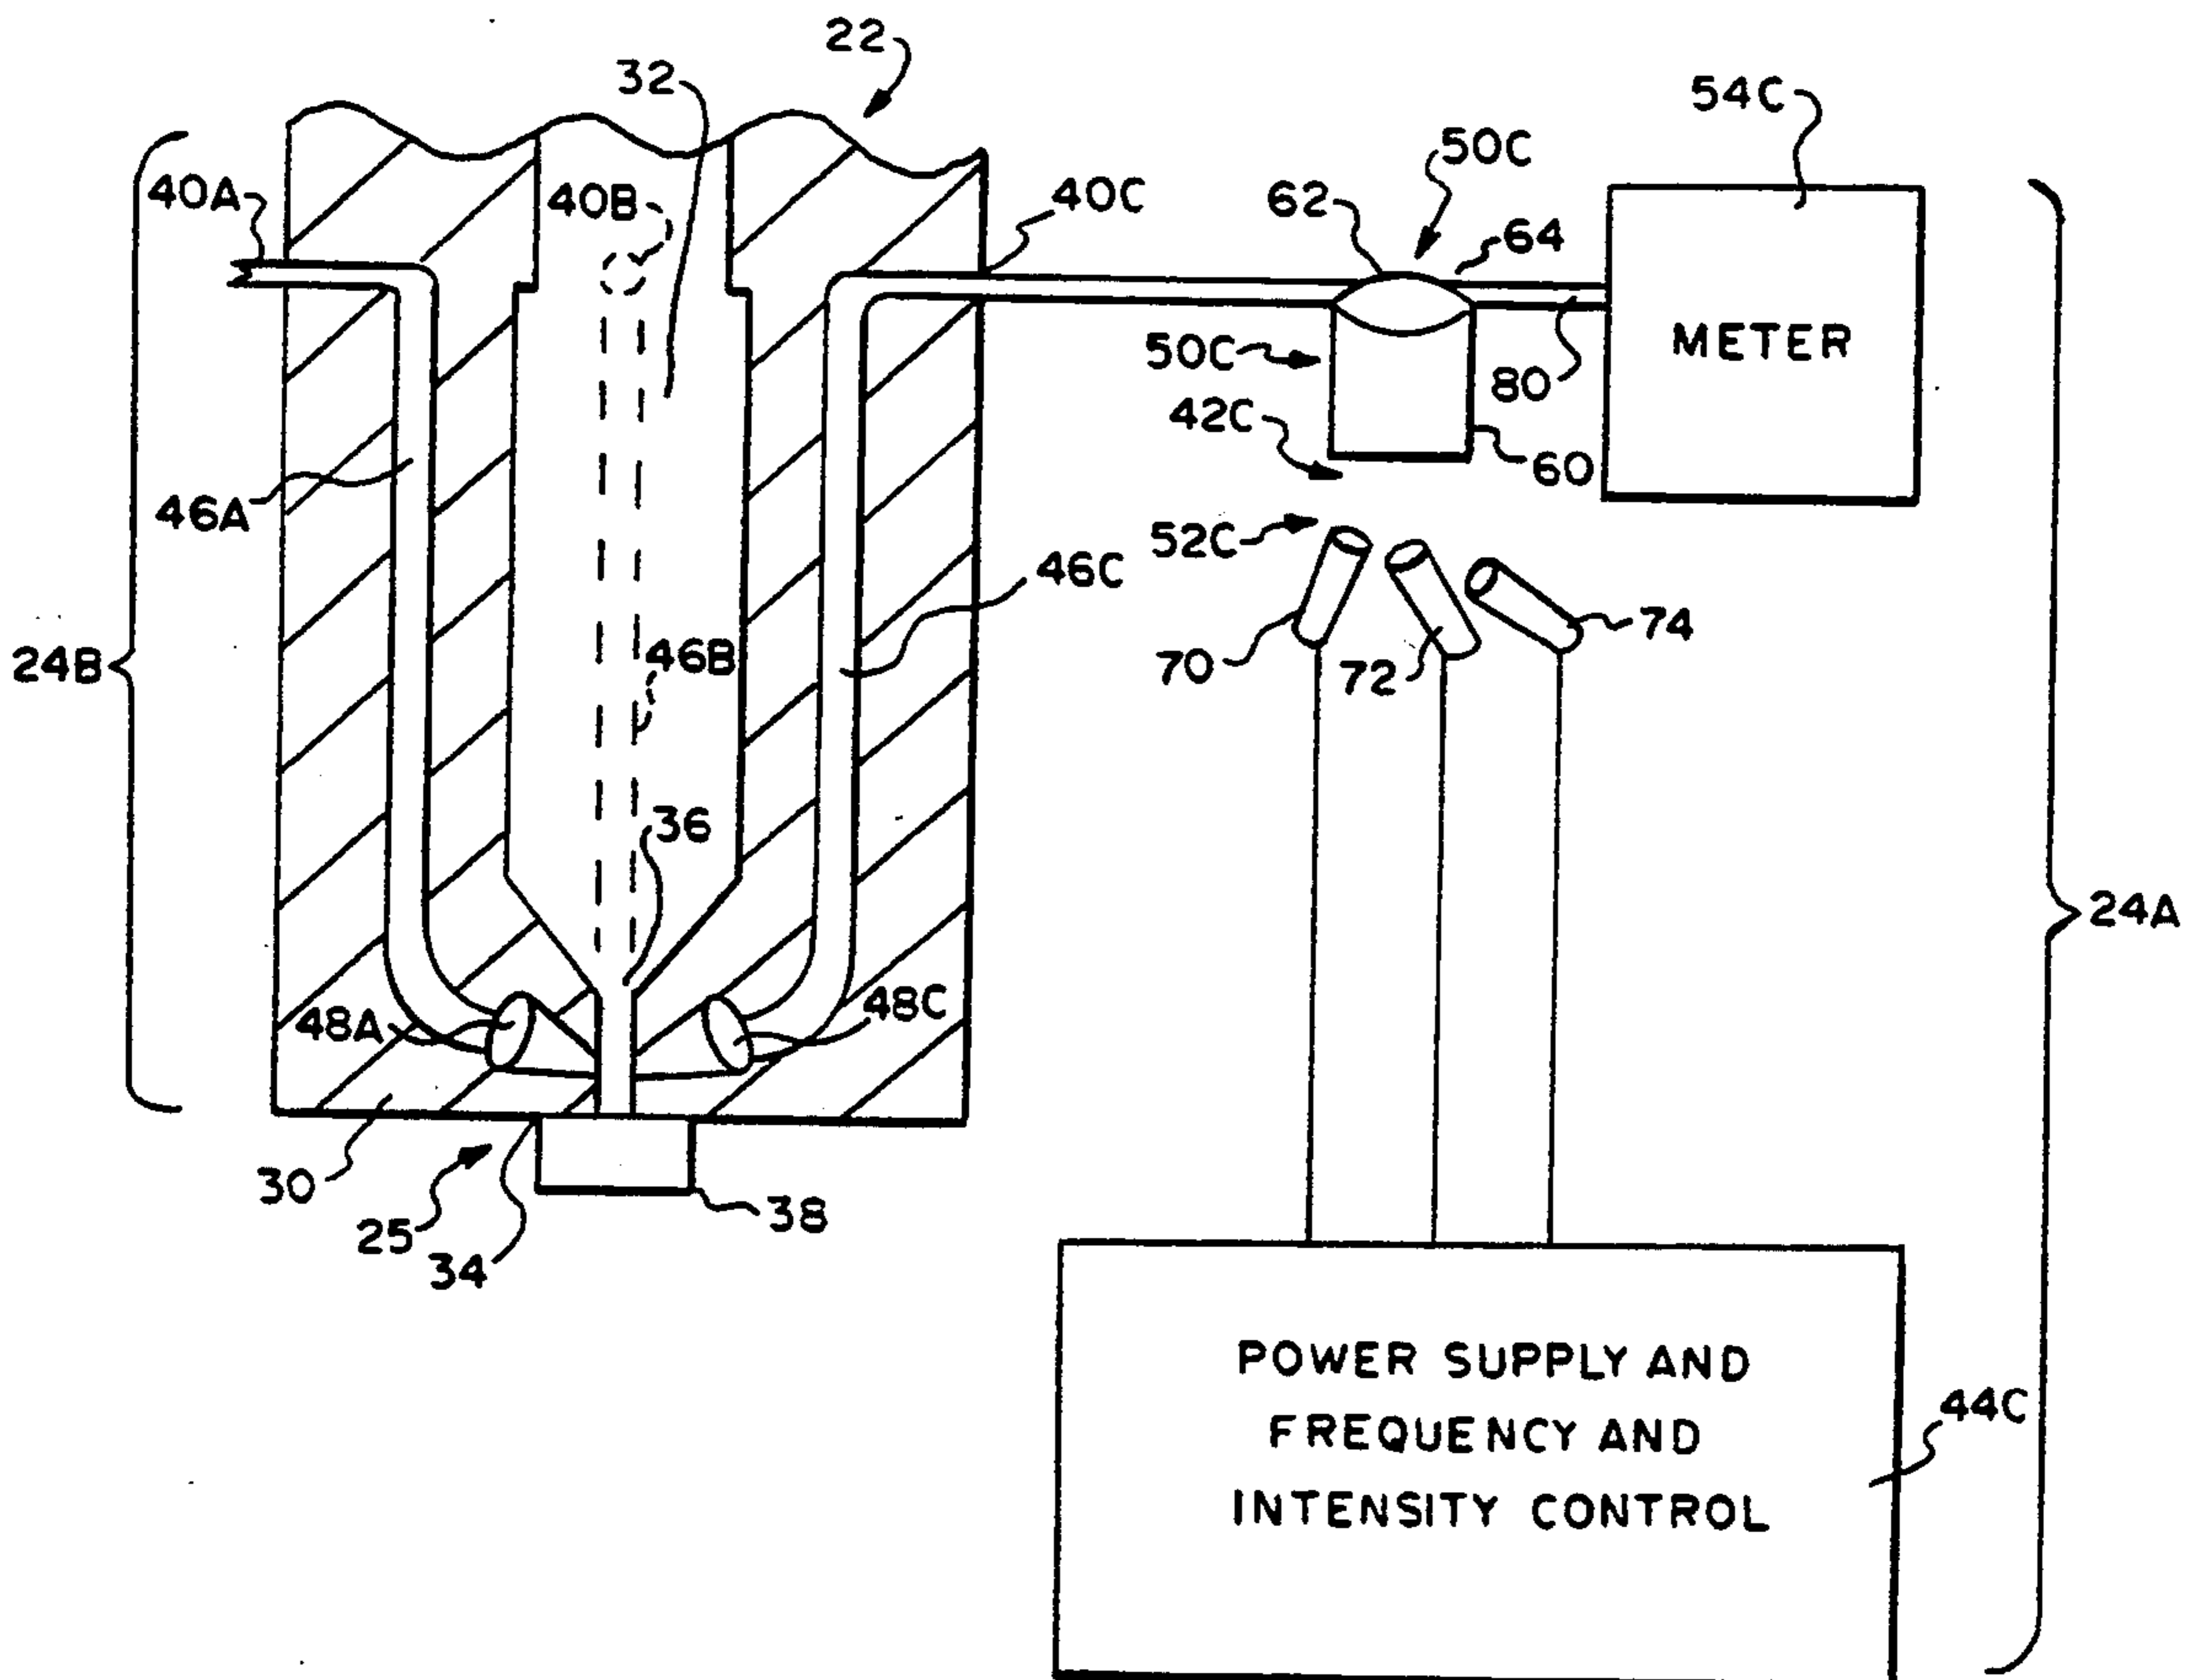 22
32
54C
50C
40A
40B
40C
62
64
METER
50C
80
42C
60
46A
52C
46C
74
24B
46B
70
72
36
24A
48A
48C
30
38
25
34
POWER SUPPLY AND
FREQUENCY AND
INTENSITY CONTROL
44C